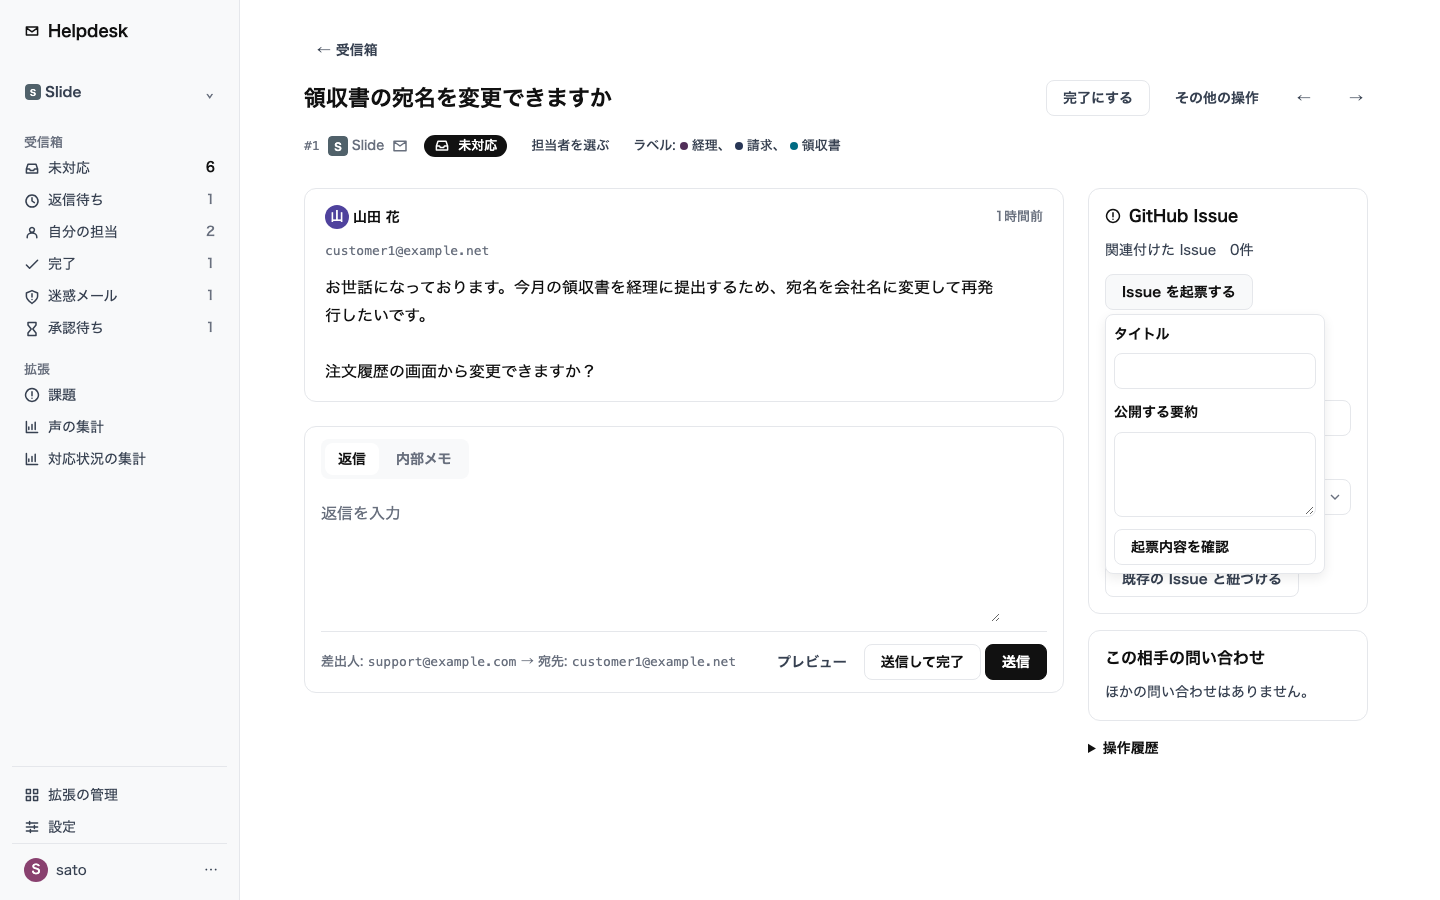 Helpdesk
S Slide
受信箱
未対応 6
返信待ち 1
自分の担当 2
完了 1
迷惑メール 1
承認待ち 1
拡張
課題
声の集計
対応状況の集計
拡張の管理
設定
S sato ...
← 受信箱
領収書の宛名を変更できますか
完了にする その他の操作 ← →
#1 S Slide 未対応 担当者を選ぶ ラベル: 経理、 請求、 領収書
山 山田 花 1時間前
customer1@example.net
お世話になっております。今月の領収書を経理に提出するため、宛名を会社名に変更して再発
行したいです。
注文履歴の画面から変更できますか？
返信 内部メモ
返信を入力
差出人: support@example.com → 宛先: customer1@example.net プレビュー 送信して完了 送信
GitHub Issue
関連付けた Issue 0件
Issue を起票する
タイトル
公開する要約
起票内容を確認
既存の Issue と紐づける
この相手の問い合わせ
ほかの問い合わせはありません。
▶ 操作履歴